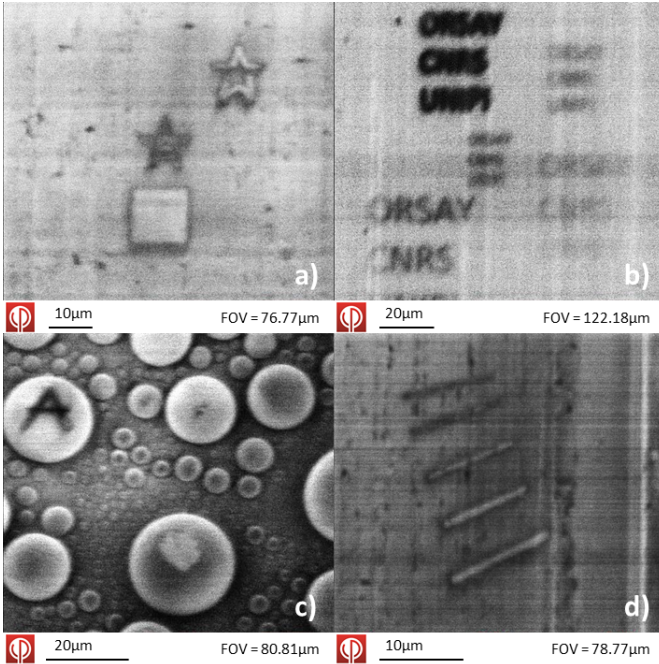 a)
10μm FOV = 76.77μm
ORSAY
CNRS
UNIPI
ORSAY
CNRS
b)
20μm FOV = 122.18μm
A
c)
20μm FOV = 80.81μm
d)
10μm FOV = 78.77μm